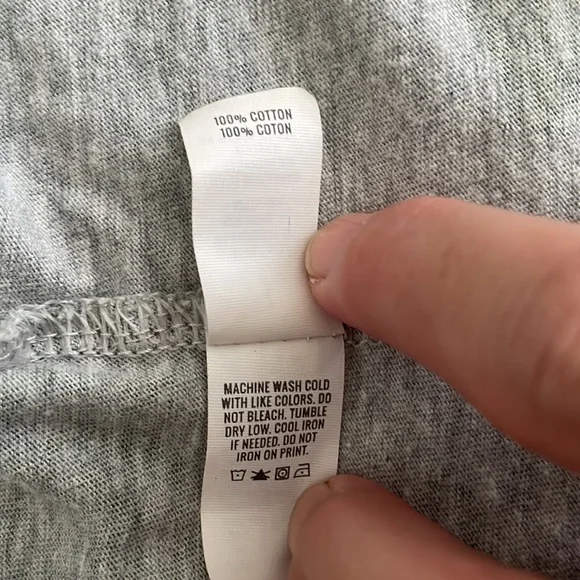 100% COTTON
100% COTON
MACHINE WASH COLD
WITH LIKE COLORS. DO
NOT BLEACH. TUMBLE
DRY LOW. COOL IRON
IF NEEDED. DO NOT
IRON ON PRINT.